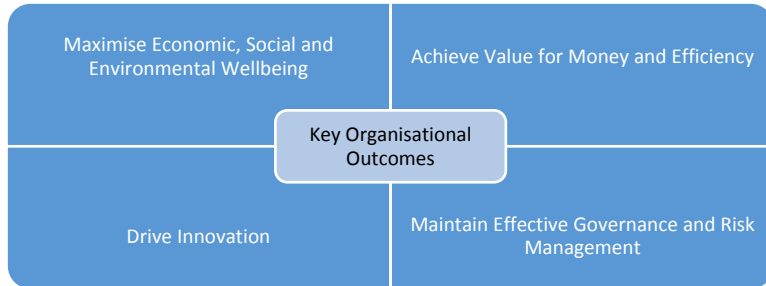 Maximise Economic, Social and
Environmental Wellbeing
Achieve Value for Money and Efficiency
Key Organisational
Outcomes
Drive Innovation
Maintain Effective Governance and Risk
Management